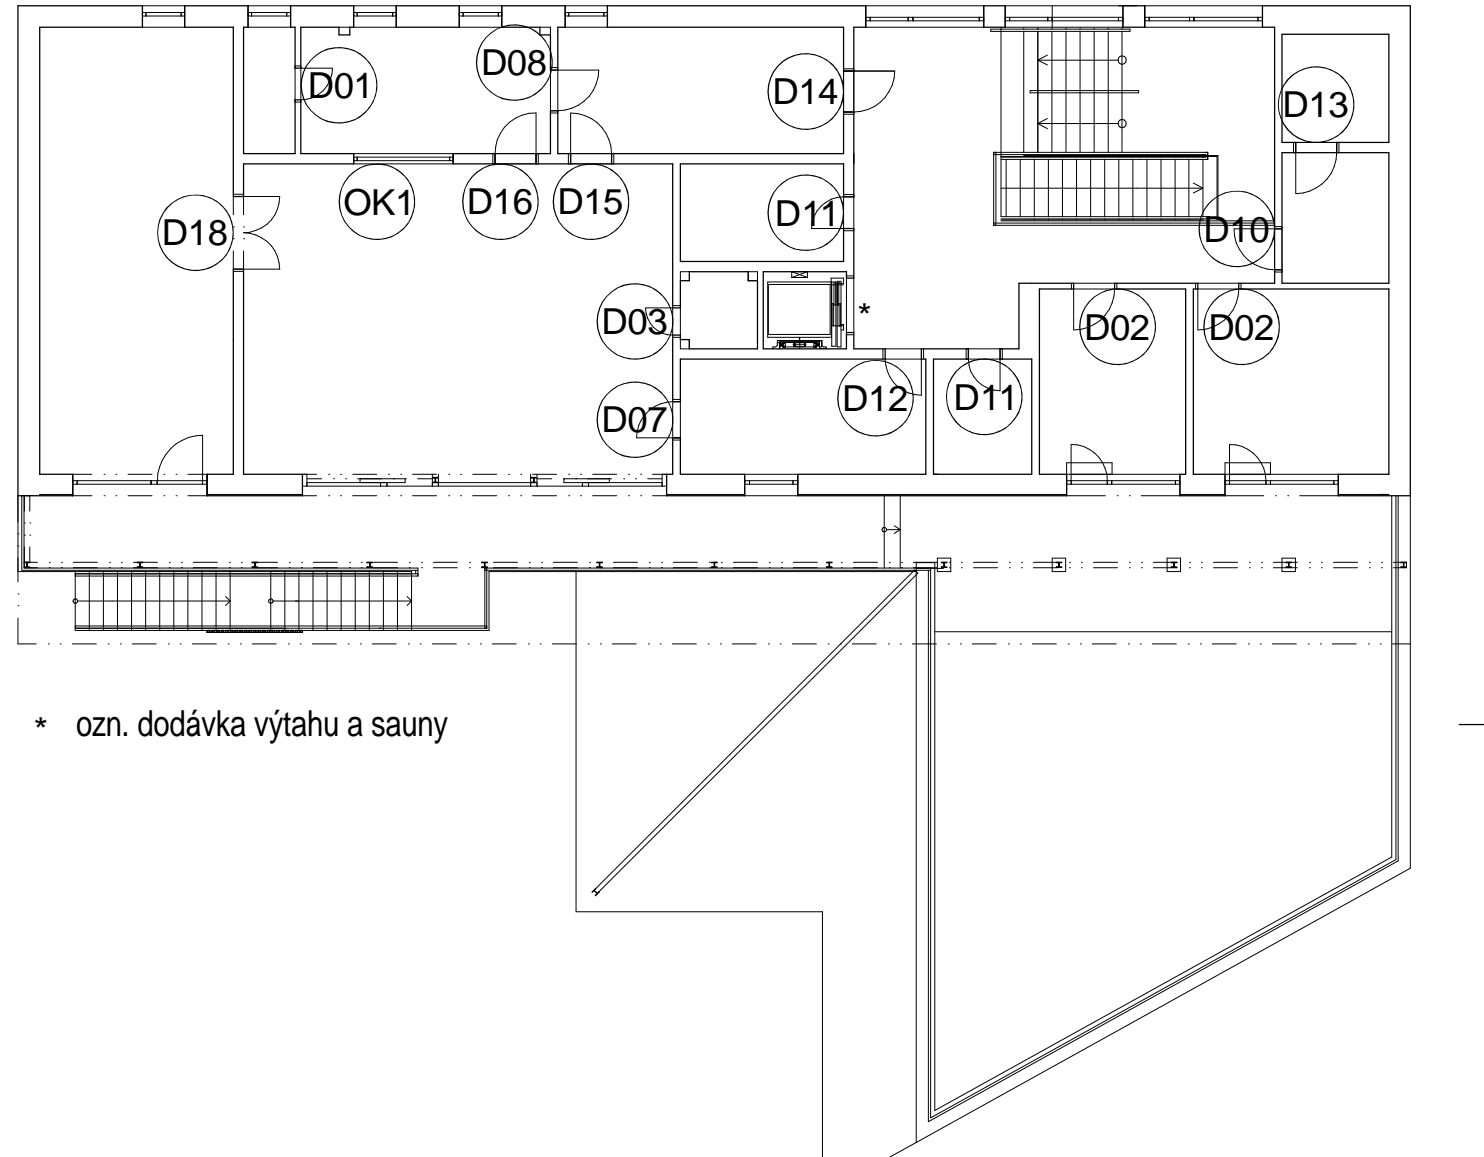 D08
D01
D14
D13
OK1
D16
D15
D11
D18
D10
D03
*
D02
D02
D12
D11
D07
* ozn. dodávka výtahu a sauny